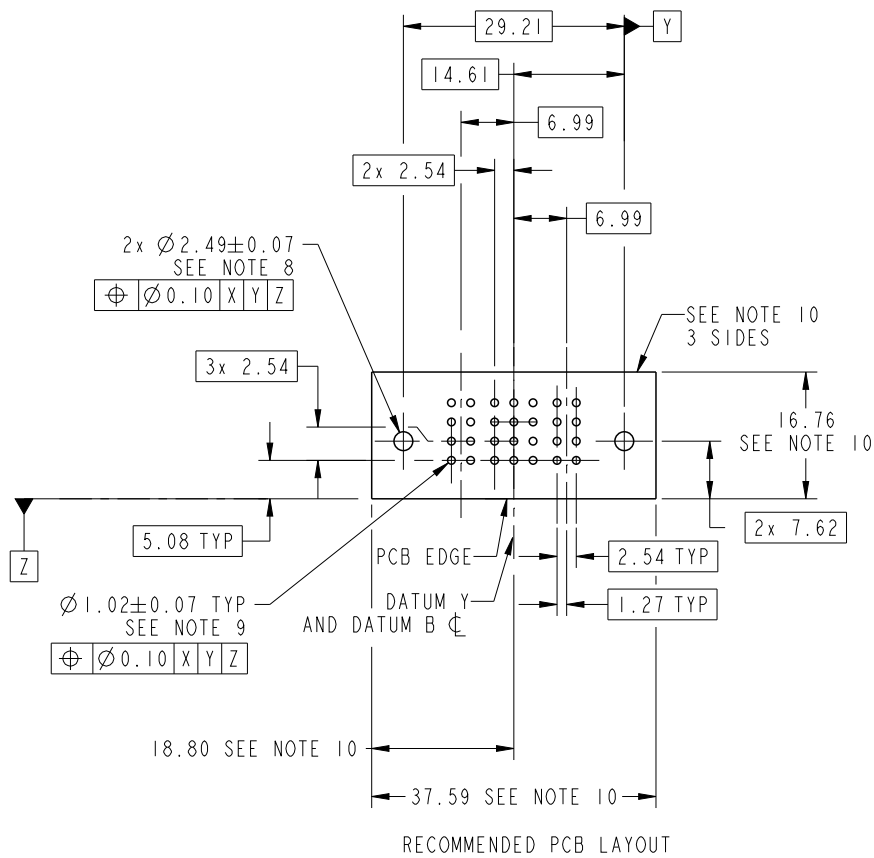 29.21
Y
14.61
6.99
2x 2.54
6.99
2x Ø2.49±0.07
SEE NOTE 8
⌖ Ø0.10 X Y Z
SEE NOTE 10
3 SIDES
3x 2.54
16.76
SEE NOTE 10
5.08 TYP
2x 7.62
Z
PCB EDGE
2.54 TYP
Ø1.02±0.07 TYP
SEE NOTE 9
⌖ Ø0.10 X Y Z
DATUM Y
AND DATUM B ℄
1.27 TYP
18.80 SEE NOTE 10
37.59 SEE NOTE 10
RECOMMENDED PCB LAYOUT